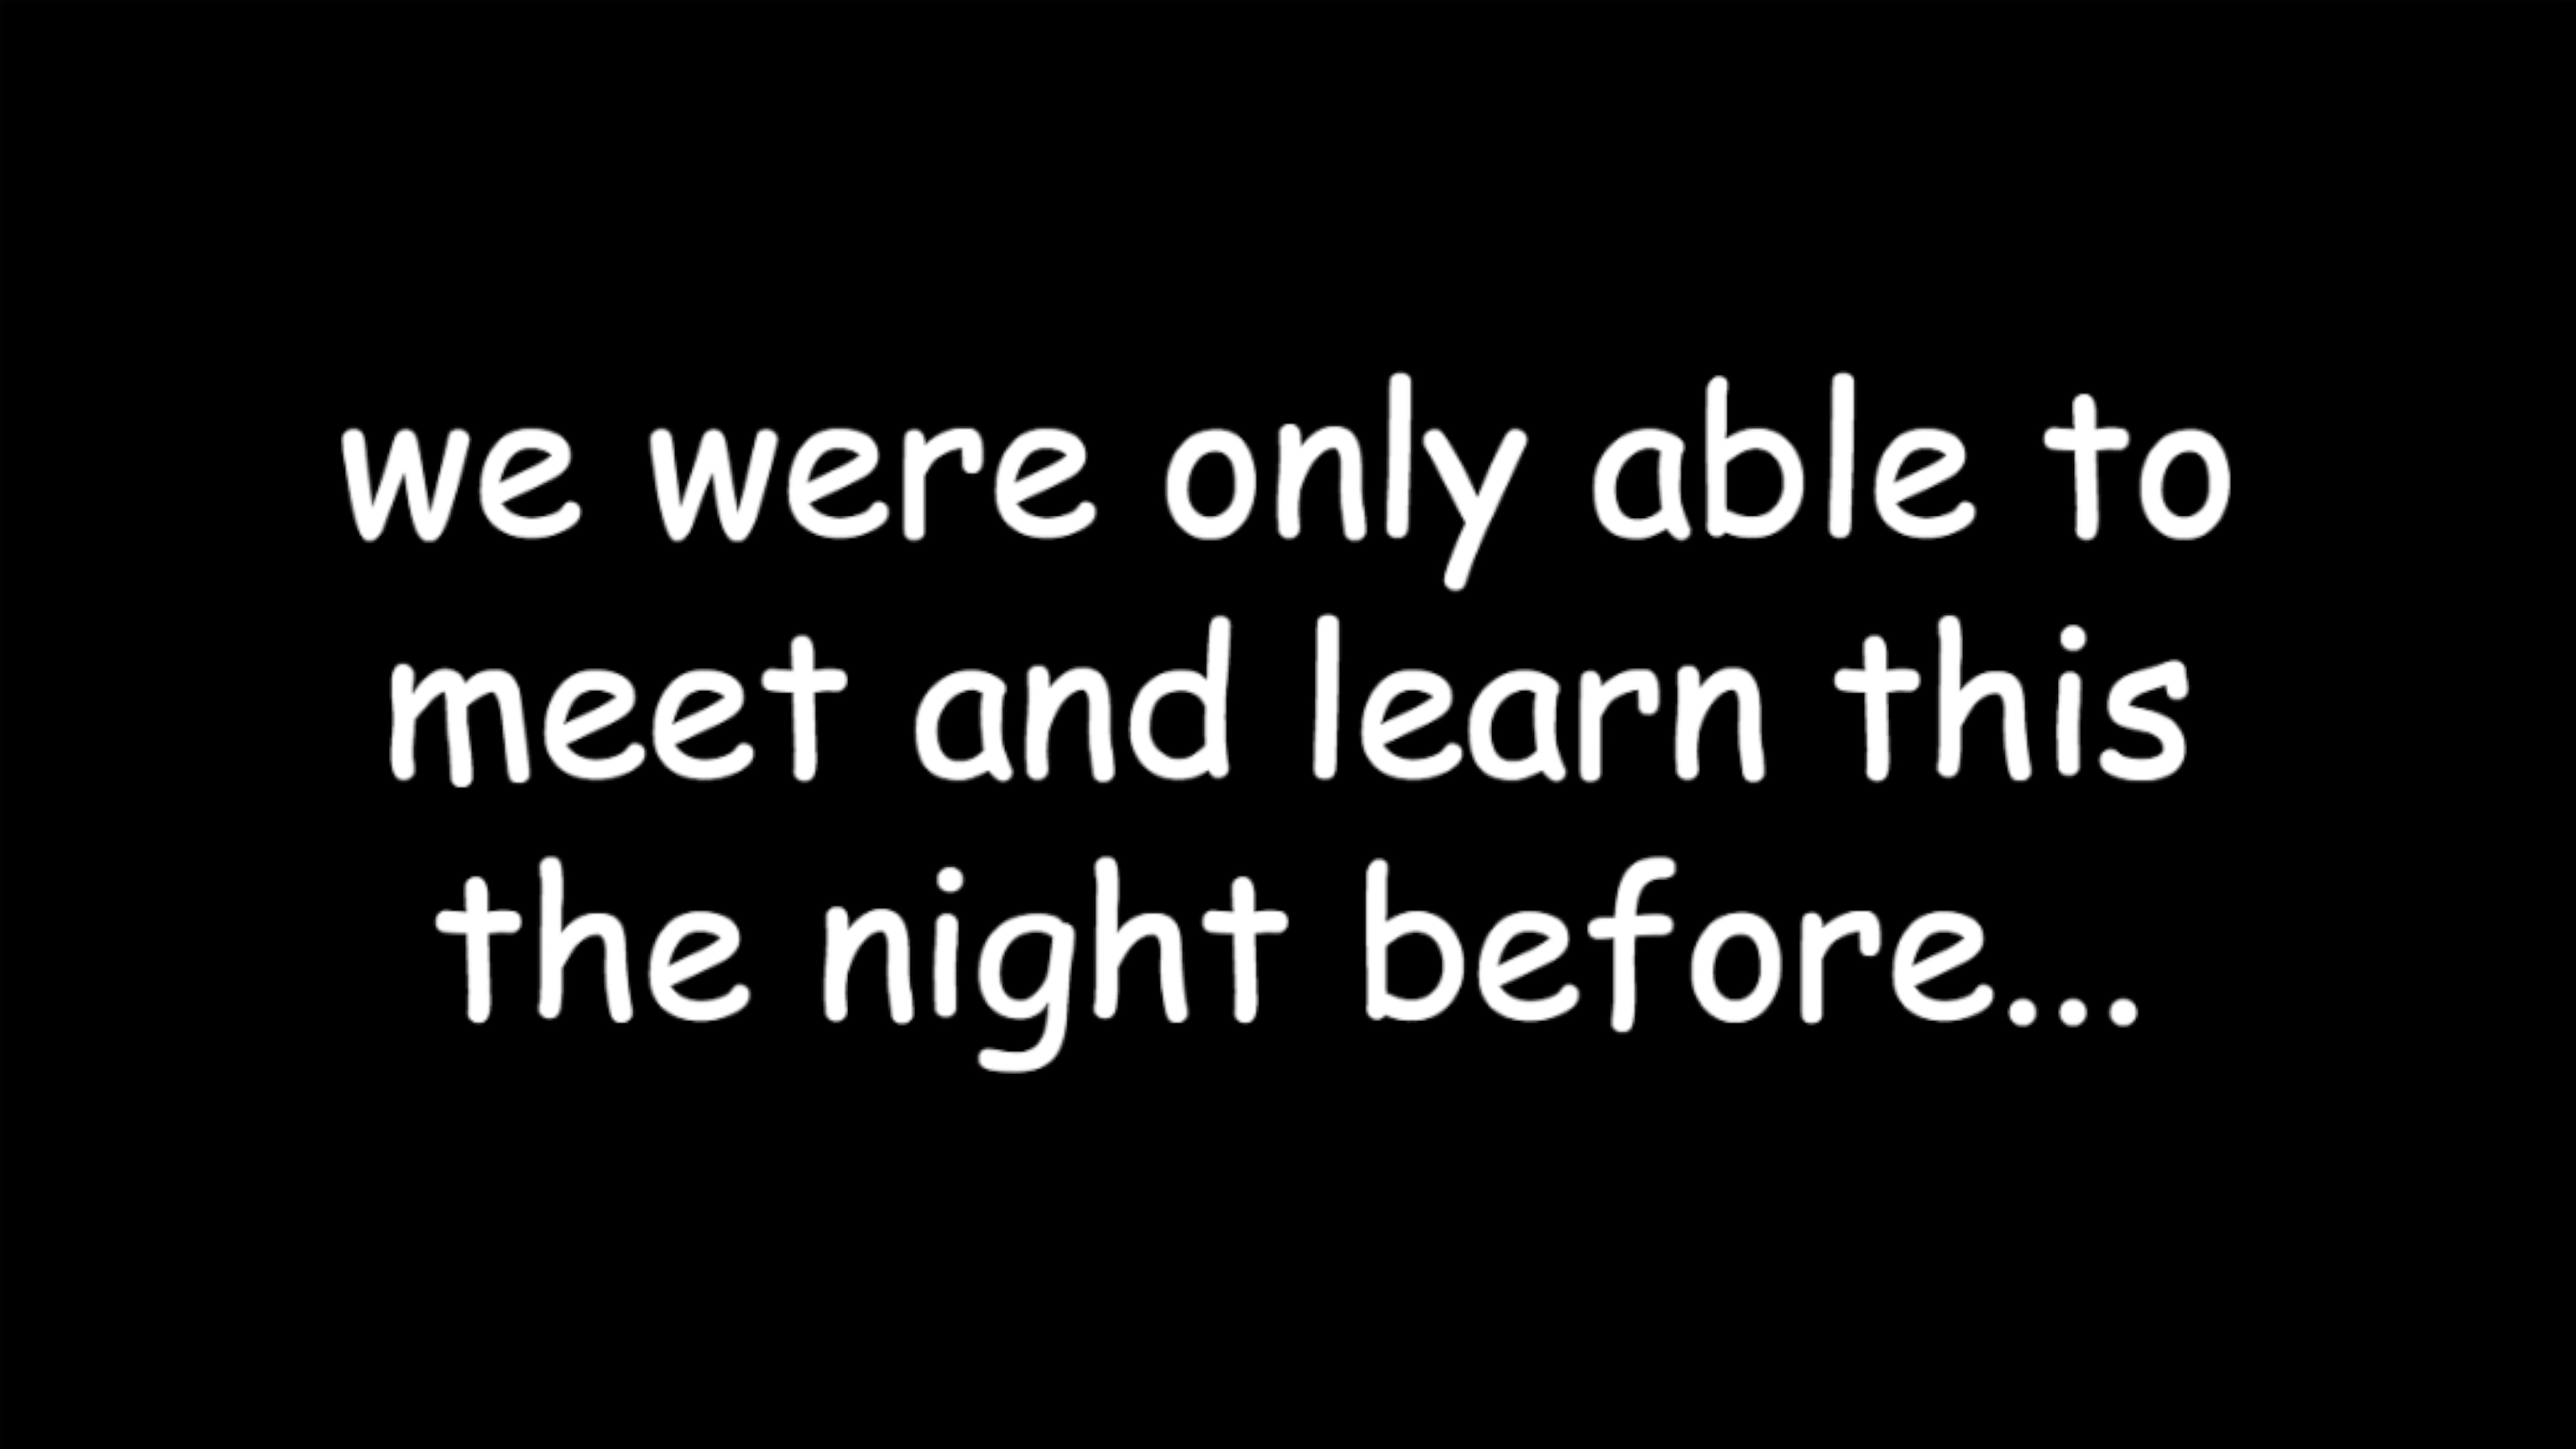 we were only able to
meet and learn this
the night before...